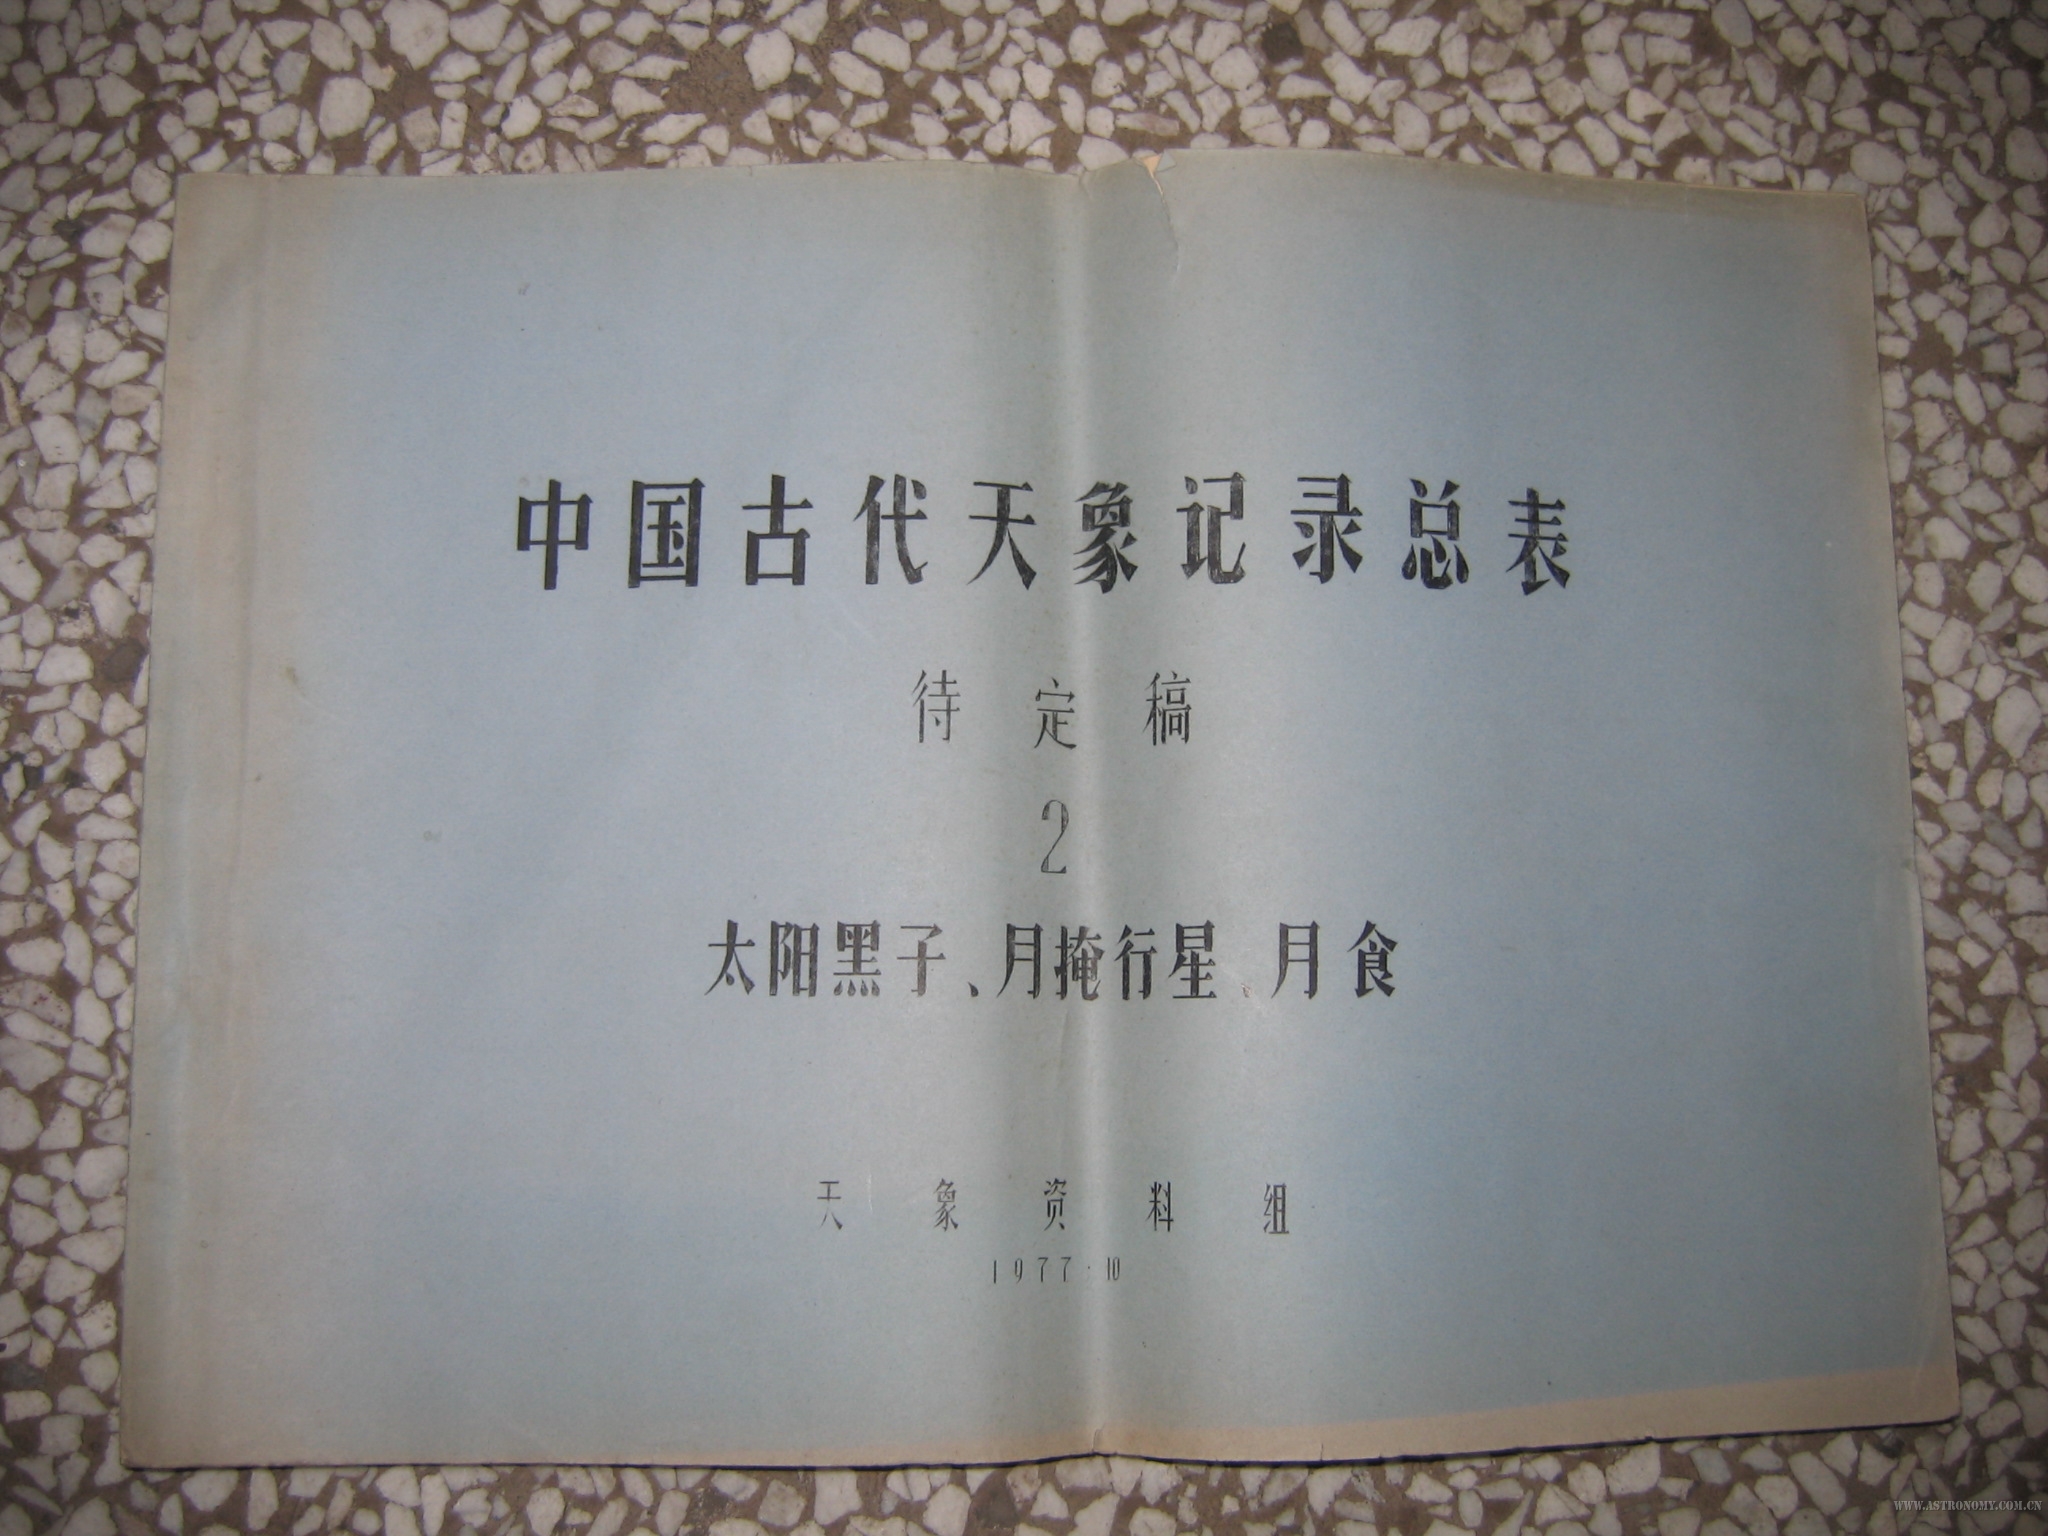 中国古代天象记录总表
待定稿
2
太阳黑子、月掩行星、月食
天象资料组
1977·10
WWW.ASTRONOMY.COM.CN